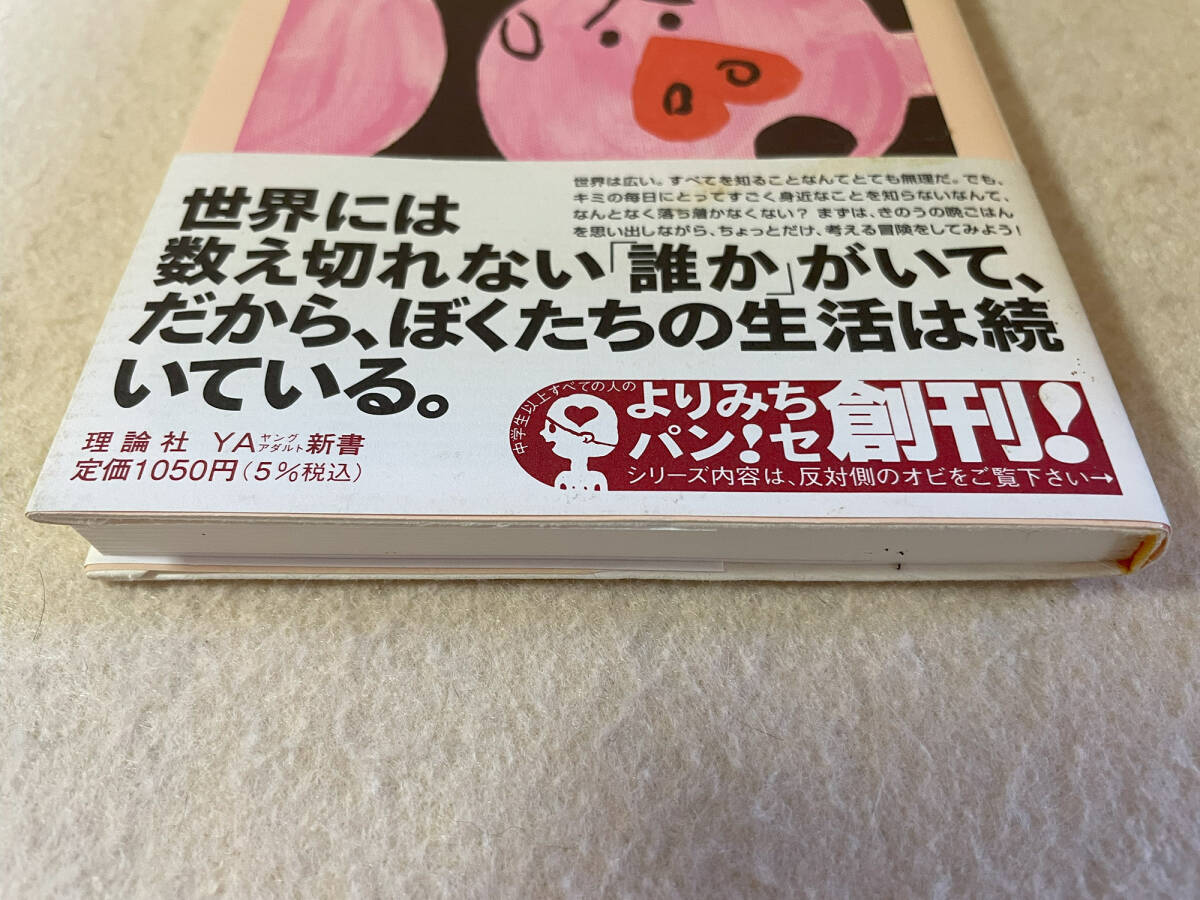 世界は広い。すべてを知ることなんてとても無理だ。でも、
キミの毎日にとってすごく身近なことを知らないなんて、
なんとなく落ち着かなくない? まずは、きのうの晩ごはん
を思い出しながら、ちょっとだけ、考える冒険をしてみよう!
世界には
数え切れない「誰か」がいて、
だから、ぼくたちの生活は続
いている。
理論社 YAヤングアダルト新書
定価1050円(5%税込)
中学生以上すべての人の
よりみち
パン!セ
創刊!
シリーズ内容は、反対側のオビをご覧下さい→